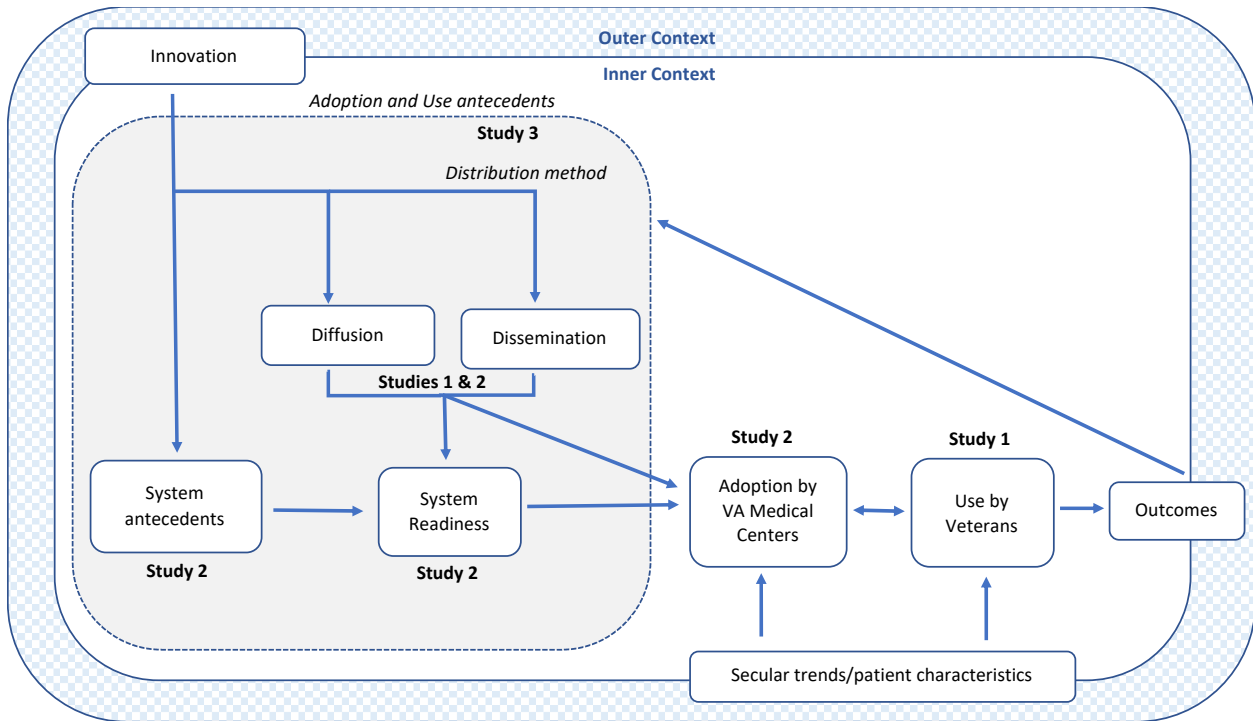 Outer Context
Innovation
Inner Context
Adoption and Use antecedents
Study 3
Distribution method
Diffusion
Dissemination
Studies 1 & 2
Study 2
Study 1
System
antecedents
System
Readiness
Adoption by
VA Medical
Centers
Use by
Veterans
Outcomes
Study 2
Study 2
Secular trends/patient characteristics